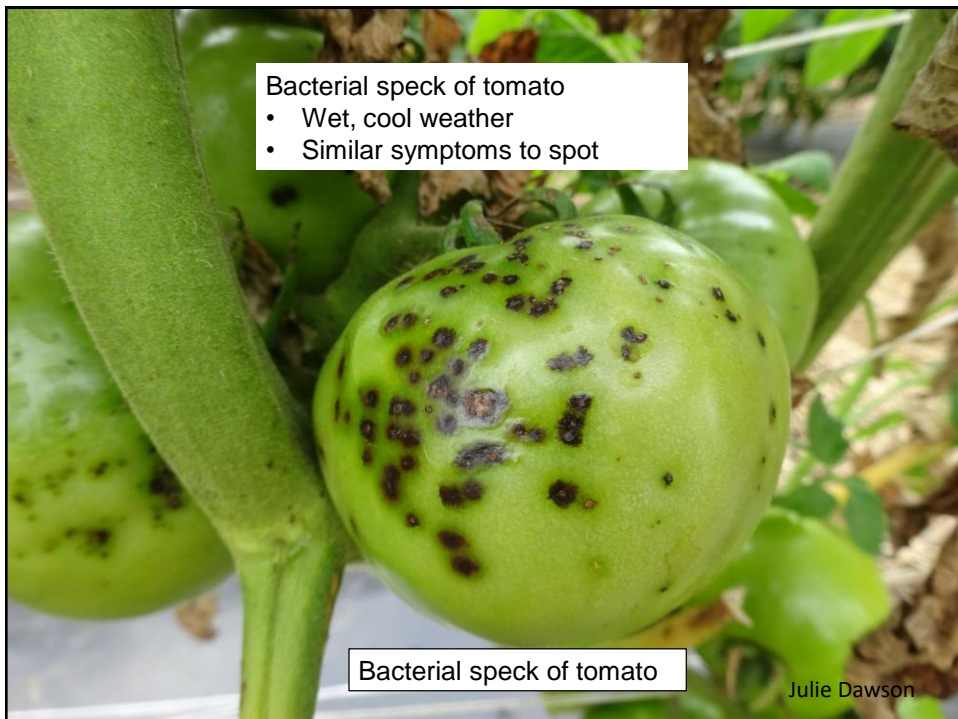 Bacterial speck of tomato
• Wet, cool weather
• Similar symptoms to spot
Bacterial speck of tomato
Julie Dawson